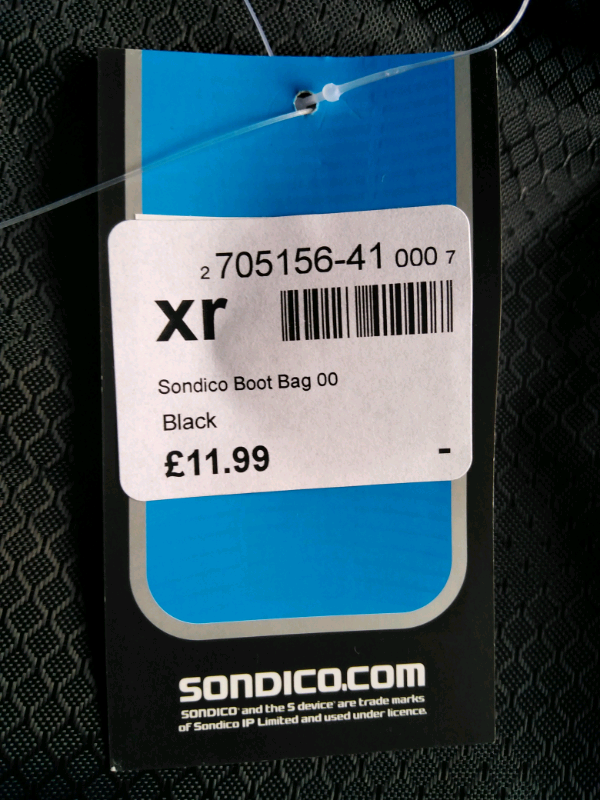 2 705156-41 000 7
xr
Sondico Boot Bag 00
Black
£11.99 -
SONDICO.COM
SONDICO and the S device are trade marks
of Sondico IP Limited and used under licence.